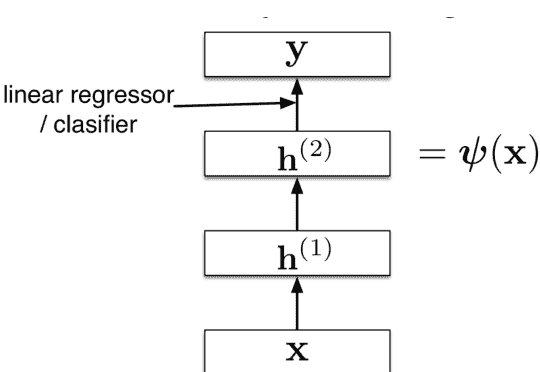 y
linear regressor
/ clasifier
h^(2) = ψ(x)
h^(1)
x